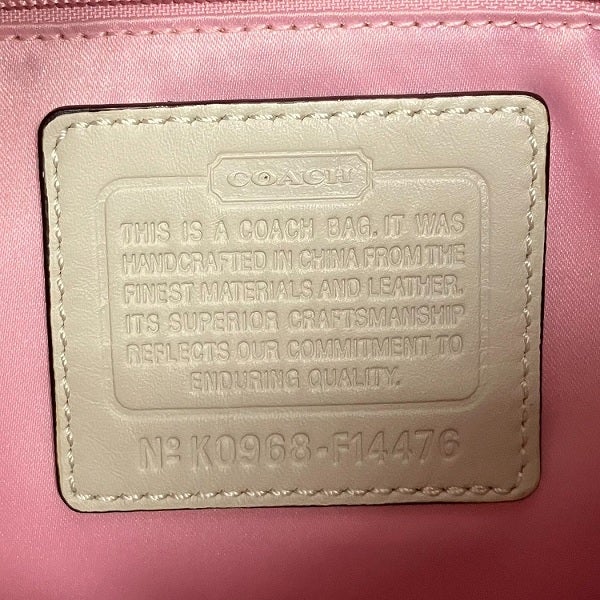 COACH
THIS IS A COACH BAG. IT WAS
HANDCRAFTED IN CHINA FROM THE
FINEST MATERIALS AND LEATHER.
ITS SUPERIOR CRAFTSMANSHIP
REFLECTS OUR COMMITMENT TO
ENDURING QUALITY.
Nº K0968-F14476